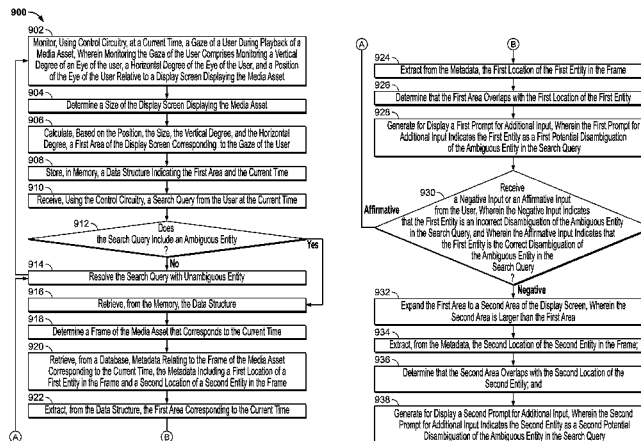 900
902
Monitor, Using Control Circuitry, at a Current Time, a Gaze of a User During Playback of a
Media Asset, Wherein Monitoring the Gaze of the User Comprises Monitoring a Vertical
Degree of an Eye of the user, a Horizontal Degree of the Eye of the User, and a Position
of the Eye of the User Relative to a Display Screen Displaying the Media Asset
904
Determine a Size of the Display Screen Displaying the Media Asset
906
Calculate, Based on the Position, the Size, the Vertical Degree, and the Horizontal
Degree, a First Area of the Display Screen Corresponding to the Gaze of the User
908
Store, in Memory, a Data Structure Indicating the First Area and the Current Time
910
Receive, Using the Control Circuitry, a Search Query from the User at the Current Time
912
Does
the Search Query Include an Ambiguous Entity
?
Yes
No
914
Resolve the Search Query with Unambiguous Entity
916
Retrieve, from the Memory, the Data Structure
918
Determine a Frame of the Media Asset that Corresponds to the Current Time
920
Retrieve, from a Database, Metadata Relating to the Frame of the Media Asset
Corresponding to the Current Time, the Metadata Including a First Location of a
First Entity in the Frame and a Second Location of a Second Entity in the Frame
922
Extract, from the Data Structure, the First Area Corresponding to the Current Time
A
B
A
B
924
Extract from the Metadata, the First Location of the First Entity in the Frame
926
Determine that the First Area Overlaps with the First Location of the First Entity
928
Generate for Display a First Prompt for Additional Input, Wherein the First Prompt for
Additional Input Indicates the First Entity as a First Potential Disambiguation
of the Ambiguous Entity in the Search Query
930
Receive
a Negative Input or an Affirmative Input
from the User, Wherein the Negative Input Indicates
that the First Entity is an Incorrect Disambiguation of the Ambiguous Entity
in the Search Query, and Wherein the Affirmative Input Indicates that
the First Entity is the Correct Disambiguation of
the Ambiguous Entity in the
Search Query
?
Affirmative
Negative
932
Expand the First Area to a Second Area of the Display Screen, Wherein the
Second Area is Larger than the First Area
934
Extract, from the Metadata, the Second Location of the Second Entity in the Frame;
936
Determine that the Second Area Overlaps with the Second Location of the
Second Entity; and
938
Generate for Display a Second Prompt for Additional Input, Wherein the Second
Prompt for Additional Input Indicates the Second Entity as a Second Potential
Disambiguation of the Ambiguous Entity in the Search Query